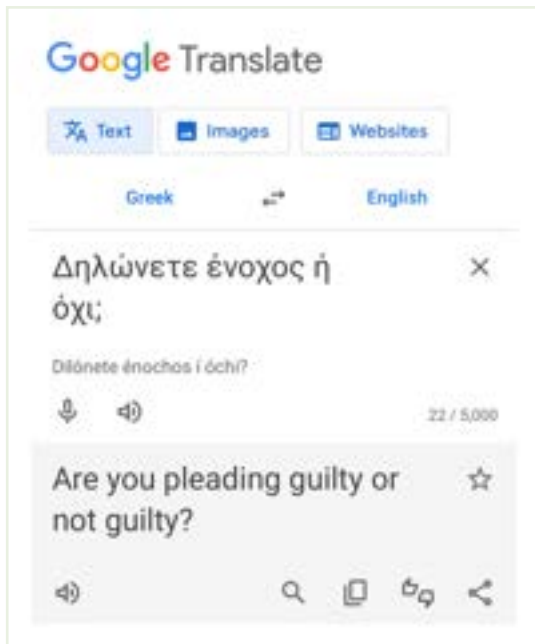 Google Translate
Text Images Websites
Greek English
Δηλώνετε ένοχος ή
όχι;
Dilónete énochos í óchi?
22 / 5,000
Are you pleading guilty or
not guilty?